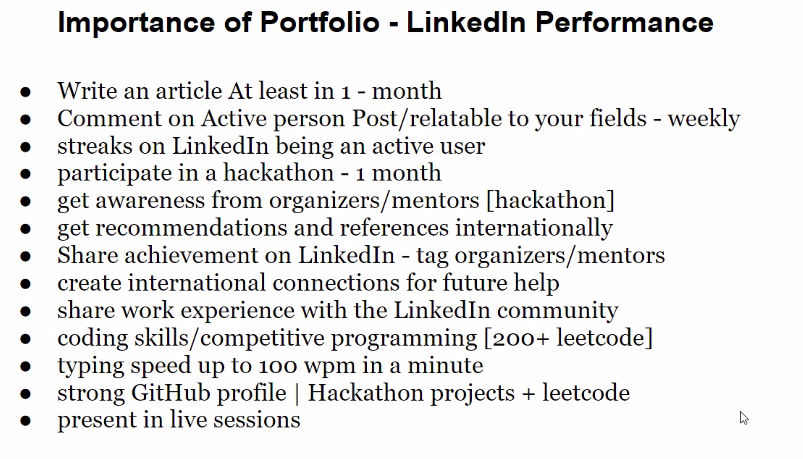 Importance of Portfolio - LinkedIn Performance
● Write an article At least in 1 - month
● Comment on Active person Post/relatable to your fields - weekly
● streaks on LinkedIn being an active user
● participate in a hackathon - 1 month
● get awareness from organizers/mentors [hackathon]
● get recommendations and references internationally
● Share achievement on LinkedIn - tag organizers/mentors
● create international connections for future help
● share work experience with the LinkedIn community
● coding skills/competitive programming [200+ leetcode]
● typing speed up to 100 wpm in a minute
● strong GitHub profile | Hackathon projects + leetcode
● present in live sessions